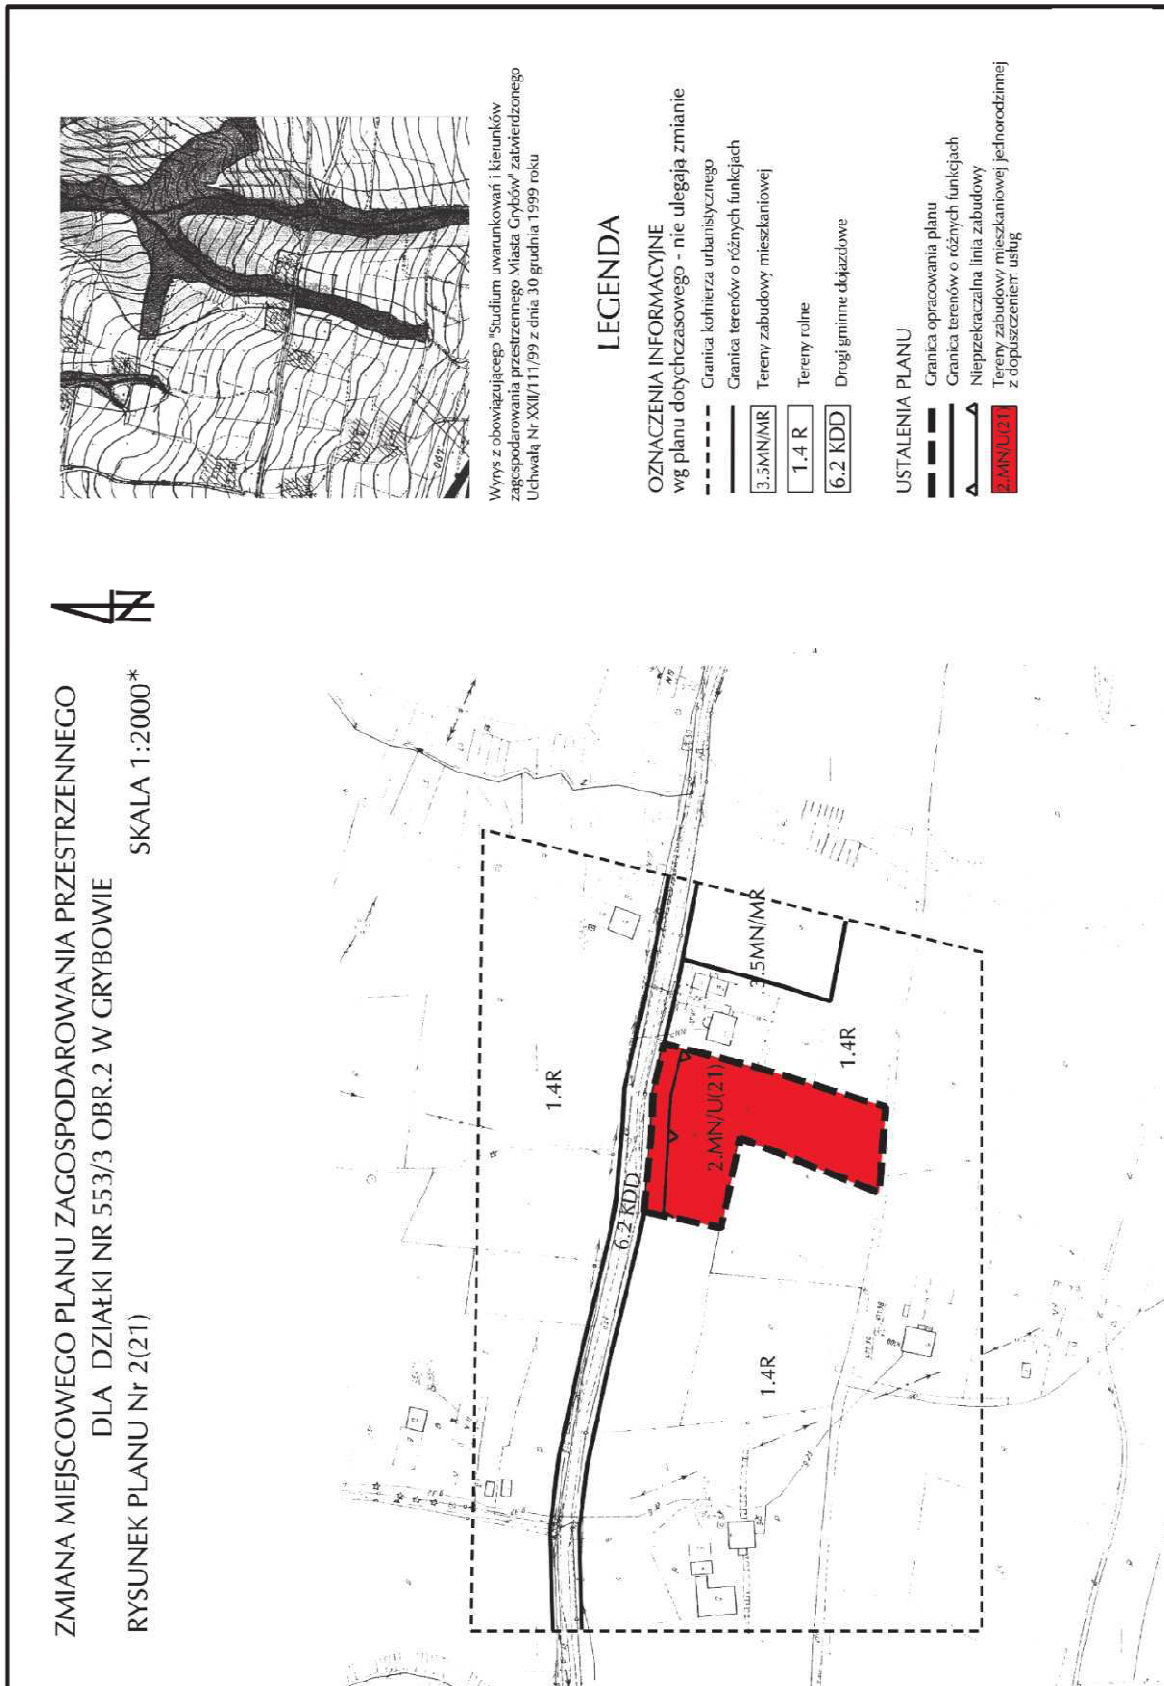 ZMIANA MIEJSCOWEGO PLANU ZAGOSPODAROWANIA PRZESTRZENNEGO
DLA DZIAŁKI NR 553/3 OBR.2 W GRYBOWIE
RYSUNEK PLANU Nr 2(21)
SKALA 1:2000*
N
Wyrys z obowiązującego "Studium uwarunkowań i kierunków
zagospodarowania przestrzennego Miasta Grybów" zatwierdzonego
Uchwałą Nr XXII/111/99 z dnia 30 grudnia 1999 roku
LEGENDA
OZNACZENIA INFORMACYJNE
wg planu dotychczasowego - nie ulegają zmianie
Granica kołnierza urbanistycznego
Granica terenów o różnych funkcjach
3.5MN/MR Tereny zabudowy mieszkaniowej
1.4 R Tereny rolne
6.2 KDD Drogi gminne dojazdowe
USTALENIA PLANU
Granica opracowania planu
Granica terenów o różnych funkcjach
Nieprzekraczalna linia zabudowy
2.MN/U(21) Tereny zabudowy mieszkaniowej jednorodzinnej
z dopuszczeniem usług
1.4R
6.2 KDD
2.MN/U(21)
3.5MN/MR
1.4R
1.4R